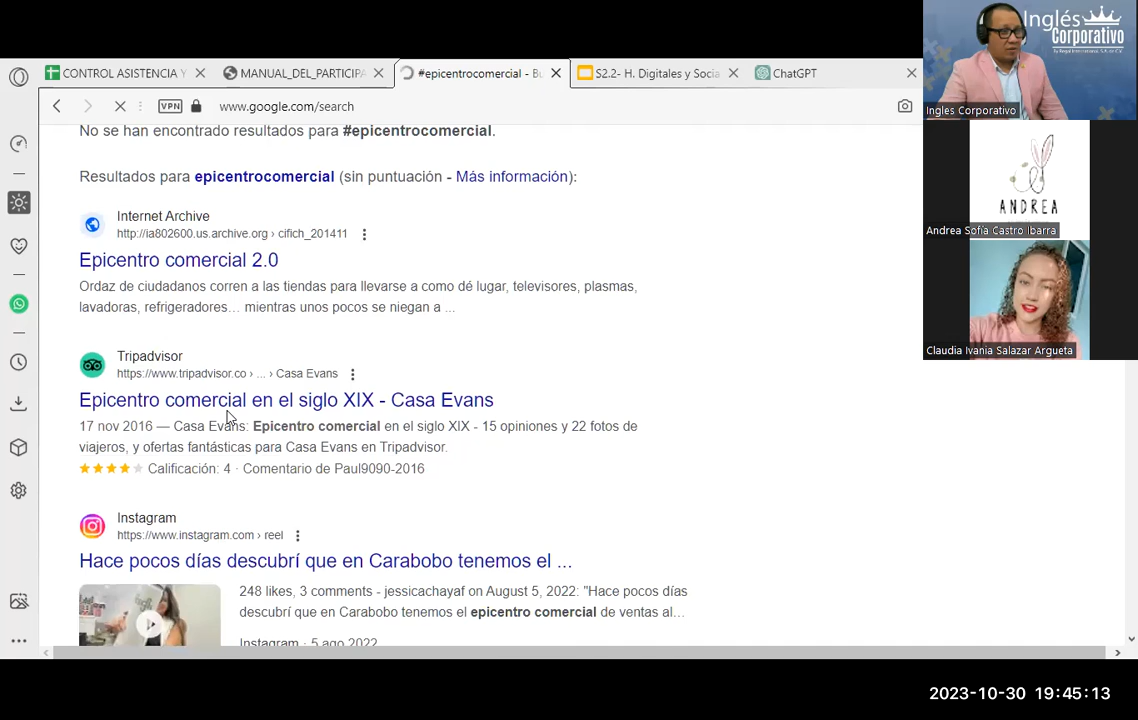 CONTROL ASISTENCIA Y
MANUAL_DEL_PARTICIPA
#epicentrocomercial - Bu
S2.2- H. Digitales y Socia
ChatGPT
VPN
www.google.com/search
No se han encontrado resultados para #epicentrocomercial.
Resultados para epicentrocomercial (sin puntuación - Más información):
Internet Archive
http://ia802600.us.archive.org › cifich_201411
Epicentro comercial 2.0
Ordaz de ciudadanos corren a las tiendas para llevarse a como dé lugar, televisores, plasmas,
lavadoras, refrigeradores… mientras unos pocos se niegan a ...
Tripadvisor
https://www.tripadvisor.co › ... › Casa Evans
Epicentro comercial en el siglo XIX - Casa Evans
17 nov 2016 — Casa Evans: Epicentro comercial en el siglo XIX - 15 opiniones y 22 fotos de
viajeros, y ofertas fantásticas para Casa Evans en Tripadvisor.
Calificación: 4 · Comentario de Paul9090-2016
Instagram
https://www.instagram.com › reel
Hace pocos días descubrí que en Carabobo tenemos el ...
248 likes, 3 comments - jessicachayaf on August 5, 2022: "Hace pocos días
descubrí que en Carabobo tenemos el epicentro comercial de ventas al...
Instagram · 5 ago 2022
Inglés
Corporativo
Ingles Corporativo
ANDREA
Andrea Sofía Castro Ibarra
Claudia Ivania Salazar Argueta
2023-10-30 19:45:13